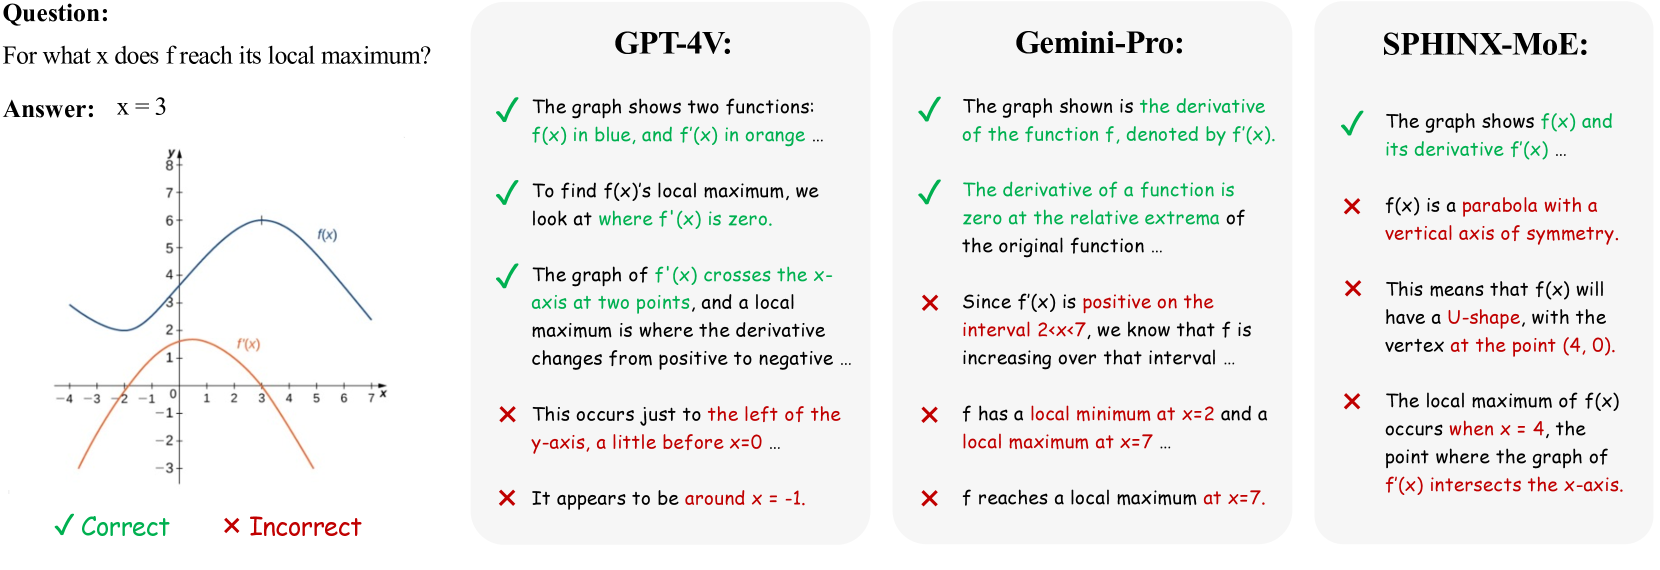 Question:
For what x does f reach its local maximum?
Answer: x = 3
y
8
7
6
5
4
3
2
1
0
−1
−2
−3
−4 −3 −2 −1 1 2 3 4 5 6 7 x
f(x)
f'(x)
✓ Correct ✕ Incorrect
GPT-4V:
✓ The graph shows two functions:
f(x) in blue, and f'(x) in orange ...
✓ To find f(x)'s local maximum, we
look at where f'(x) is zero.
✓ The graph of f'(x) crosses the x-
axis at two points, and a local
maximum is where the derivative
changes from positive to negative ...
✕ This occurs just to the left of the
y-axis, a little before x=0 ...
✕ It appears to be around x = -1.
Gemini-Pro:
✓ The graph shown is the derivative
of the function f, denoted by f'(x).
✓ The derivative of a function is
zero at the relative extrema of
the original function ...
✕ Since f'(x) is positive on the
interval 2<x<7, we know that f is
increasing over that interval ...
✕ f has a local minimum at x=2 and a
local maximum at x=7 ...
✕ f reaches a local maximum at x=7.
SPHINX-MoE:
✓ The graph shows f(x) and
its derivative f'(x) ...
✕ f(x) is a parabola with a
vertical axis of symmetry.
✕ This means that f(x) will
have a U-shape, with the
vertex at the point (4, 0).
✕ The local maximum of f(x)
occurs when x = 4, the
point where the graph of
f'(x) intersects the x-axis.